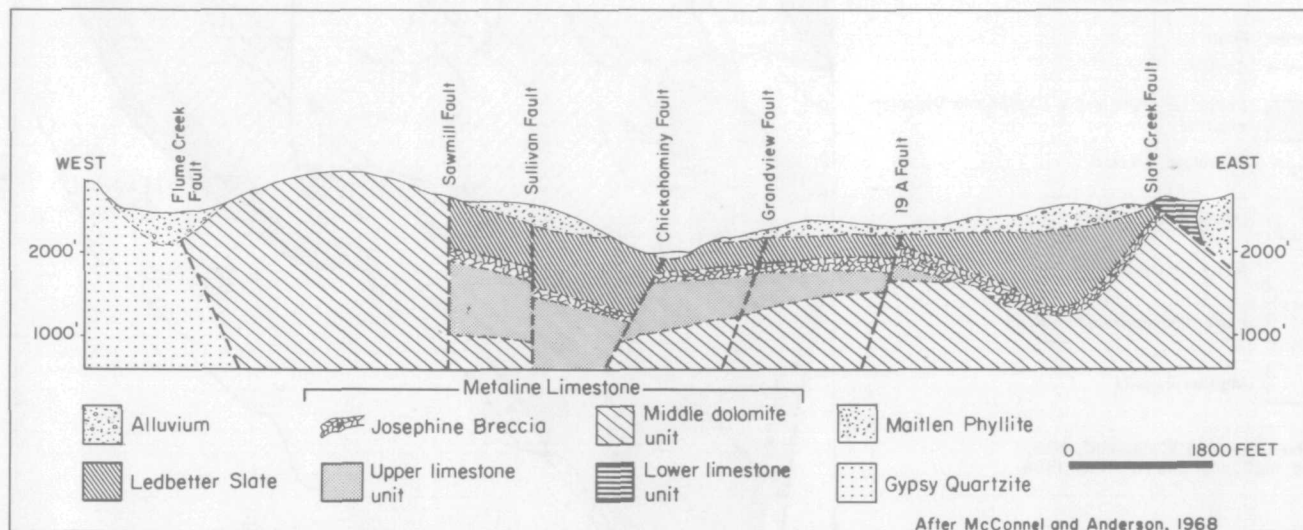 WEST
Flume Creek
Fault
Sawmill Fault
Sullivan Fault
Chickahominy Fault
Grandview Fault
19 A Fault
Slate Creek Fault
EAST
2000'
1000'
2000'
1000'
Metaline Limestone
Alluvium
Josephine Breccia
Middle dolomite
unit
Maitlen Phyllite
Ledbetter Slate
Upper limestone
unit
Lower limestone
unit
Gypsy Quartzite
0 1800 FEET
After McConnel and Anderson, 1968